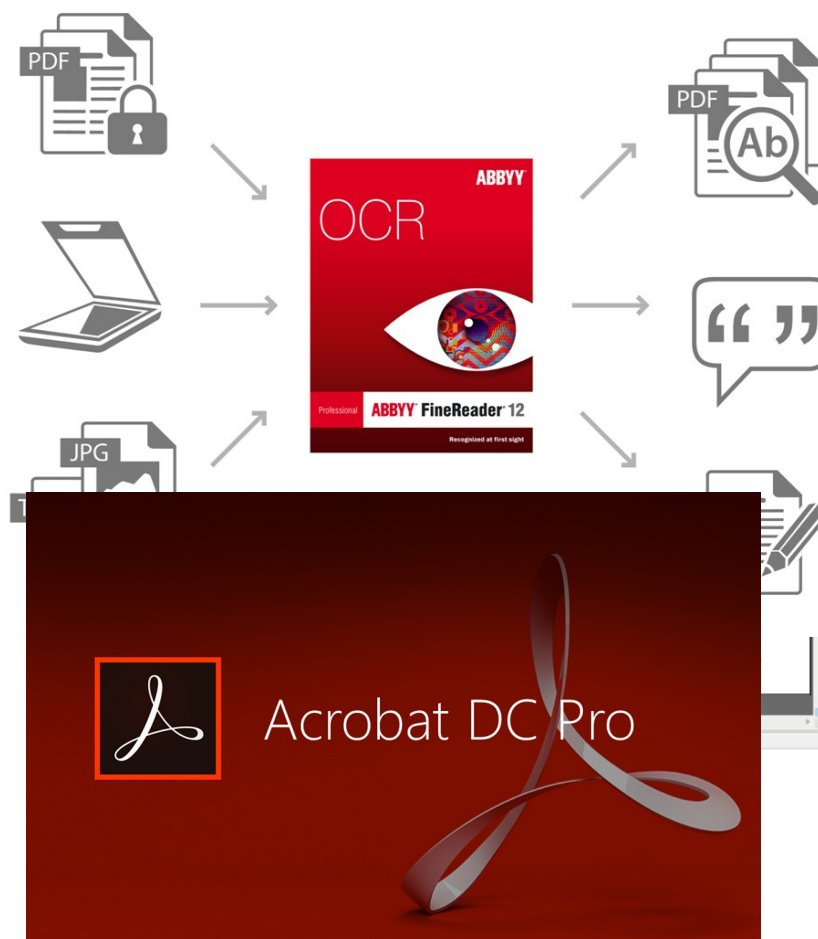 PDF
ABBYY
PDF
Ab
OCR
“ ”
Professional ABBYY FineReader 12
Recognized at first sight
JPG
T
Acrobat DC Pro